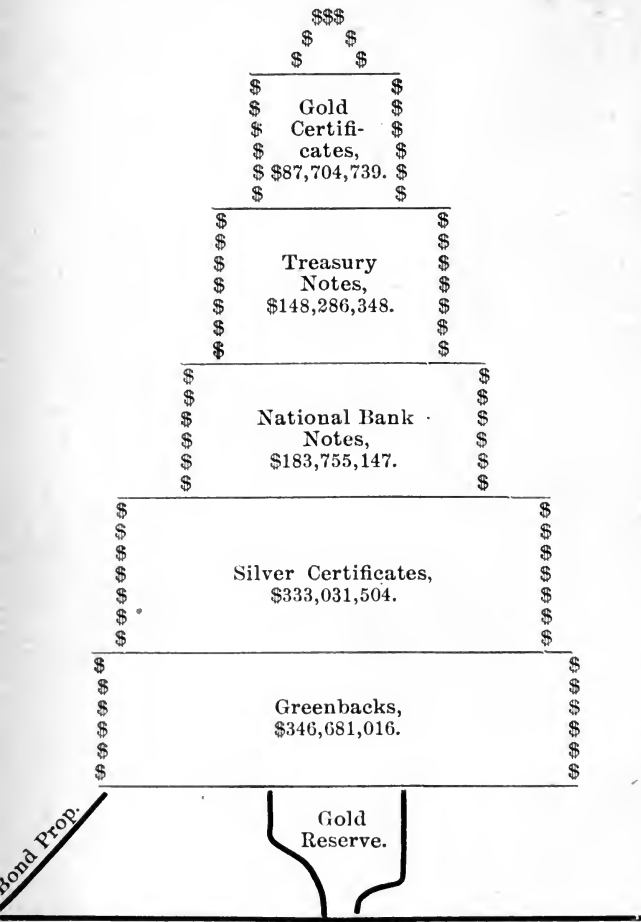 $$$
$ $
$ $
$ $
$ Gold $
$ Certifi- $
$ cates, $
$ $87,704,739. $
$ $
$ $
$ $
$ Treasury $
$ Notes, $
$ $148,286,348. $
$ $
$ $
$ $
$ $
$ National Bank $
$ Notes, $
$ $183,755,147. $
$ $
$ $
$ $
$ $
$ Silver Certificates, $
$ $333,031,504. $
$ $
$ $
$ $
$ $
$ Greenbacks, $
$ $346,681,016. $
$ $
$ $
Bond Prop.
Gold
Reserve.